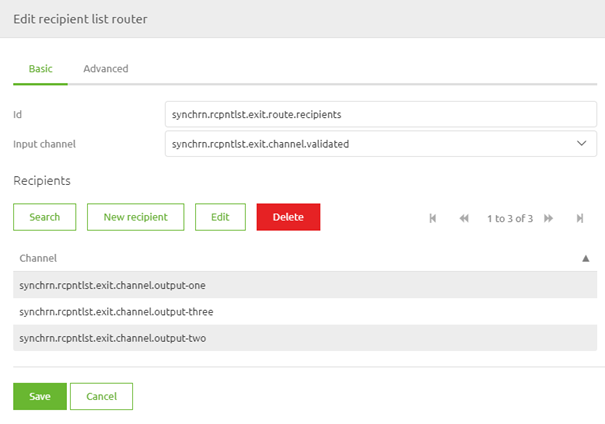 Edit recipient list router
Basic Advanced
Id synchrn.rcpntlst.exit.route.recipients
Input channel synchrn.rcpntlst.exit.channel.validated
Recipients
Search New recipient Edit Delete 1 to 3 of 3
Channel
synchrn.rcpntlst.exit.channel.output-one
synchrn.rcpntlst.exit.channel.output-three
synchrn.rcpntlst.exit.channel.output-two
Save Cancel